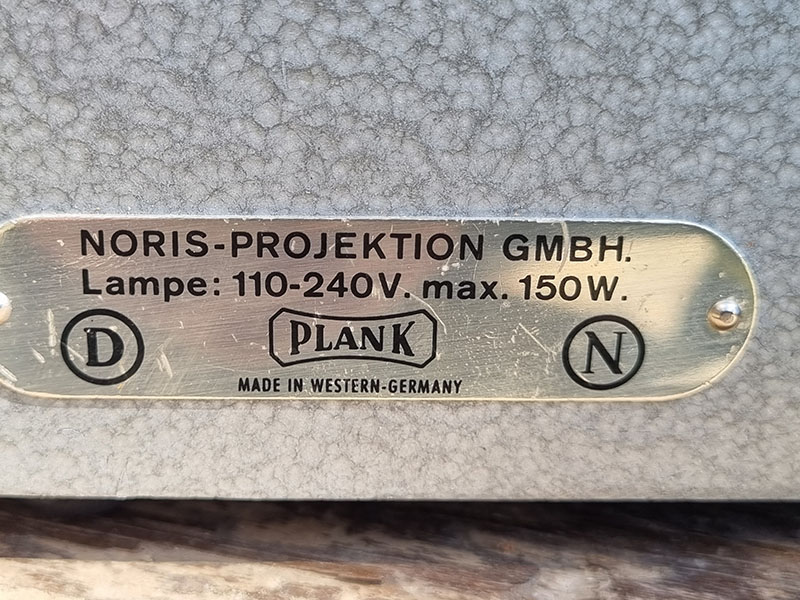 NORIS-PROJEKTION GMBH.
Lampe: 110-240V. max. 150W.
D PLANK N
MADE IN WESTERN-GERMANY